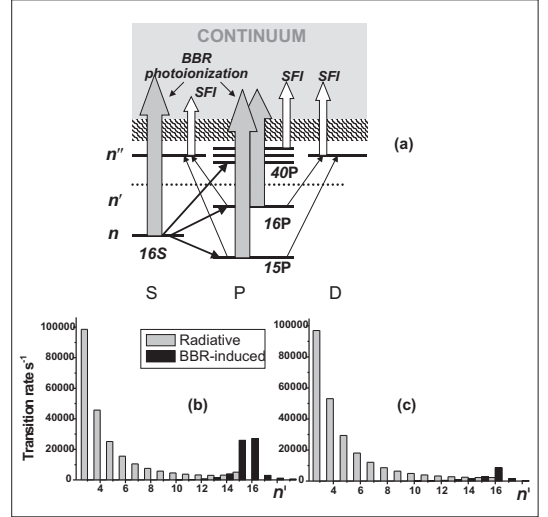 CONTINUUM
BBR
photoionization
SFI
SFI
SFI
n″
(a)
40P
n′
16P
n
16S
15P
S P D
100000
80000
60000
40000
20000
0
Transition rate s-1
4 6 8 10 12 14 16
n'
(b)
Radiative
BBR-induced
100000
80000
60000
40000
20000
0
4 6 8 10 12 14 16
n'
(c)